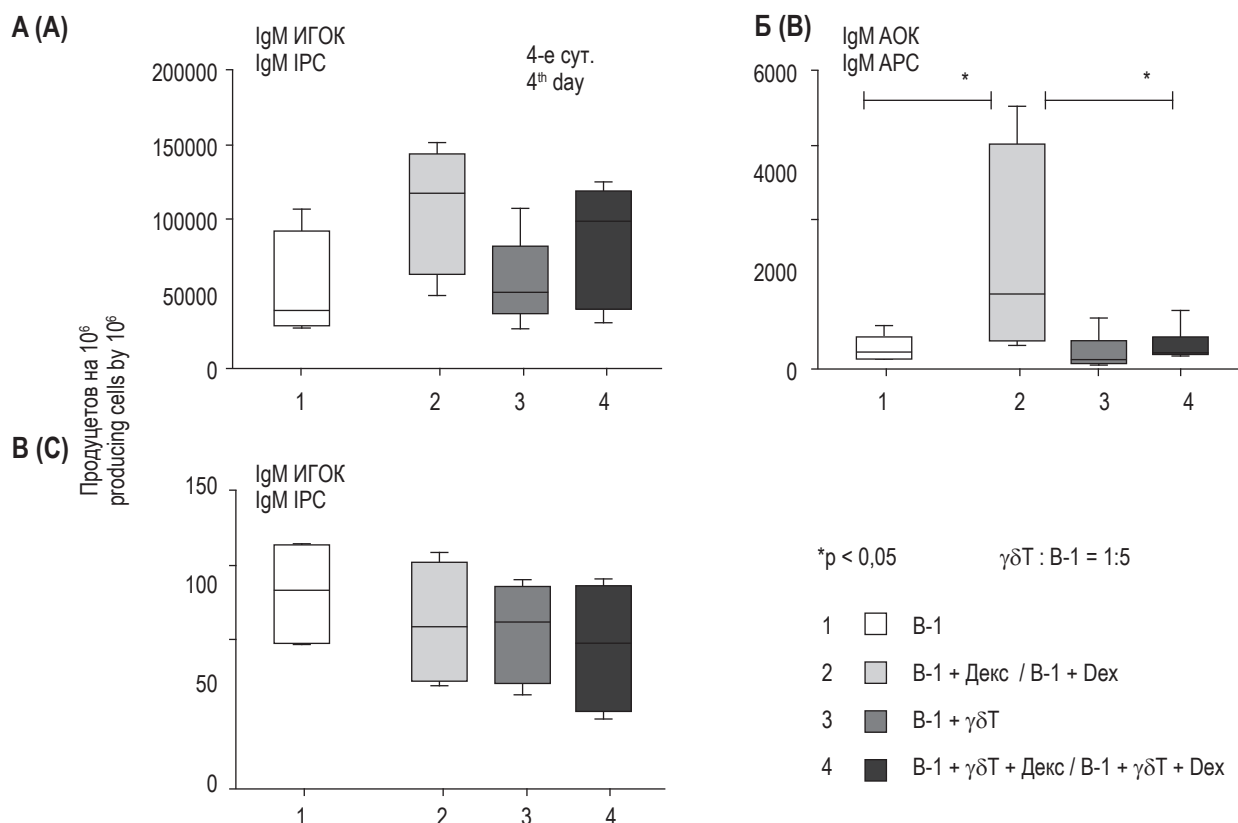 А (A)
IgM ИГОК
IgM IPC
4-е сут.
4th day
200000
150000
100000
50000
0
1
2
3
4
Б (B)
IgM АОК
IgM APC
*
*
6000
4000
2000
0
1
2
3
4
Продуцетов на 10⁶
producing cells by 10⁶
В (C)
IgM ИГОК
IgM IPC
150
100
50
0
1
2
3
4
*p < 0,05
γδT : B-1 = 1:5
1 B-1
2 B-1 + Декс / B-1 + Dex
3 B-1 + γδT
4 B-1 + γδT + Декс / B-1 + γδT + Dex